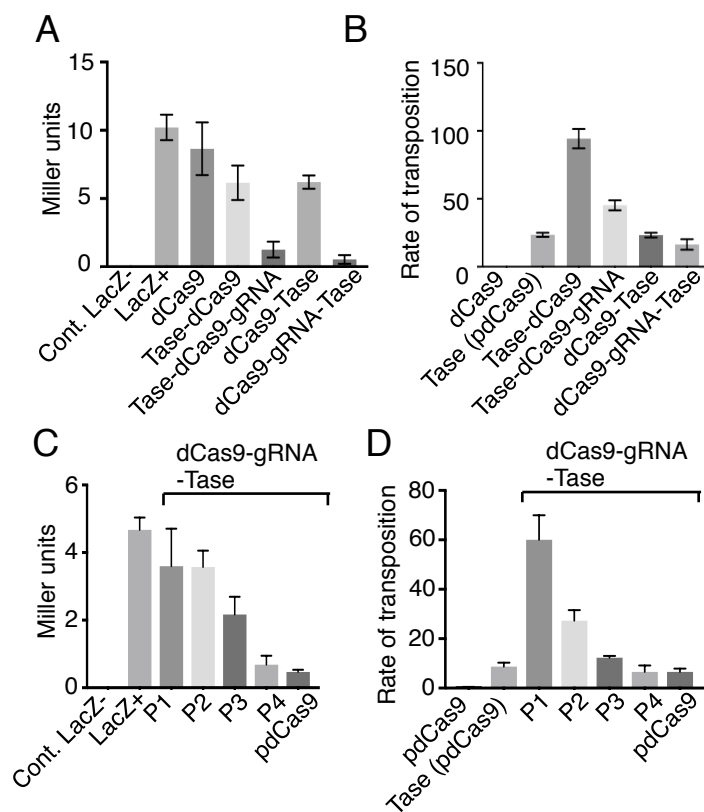 A
Miller units
15
10
5
0
Cont. LacZ-
LacZ+
dCas9
Tase-dCas9
Tase-dCas9-gRNA
dCas9-Tase
dCas9-gRNA-Tase
B
Rate of transposition
150
100
50
0
dCas9
Tase (pdCas9)
Tase-dCas9
Tase-dCas9-gRNA
dCas9-Tase
dCas9-gRNA-Tase
C
dCas9-gRNA
-Tase
Miller units
6
4
2
0
Cont. LacZ-
LacZ+
P1
P2
P3
P4
pdCas9
D
dCas9-gRNA
-Tase
Rate of transposition
80
60
40
20
0
pdCas9
Tase (pdCas9)
P1
P2
P3
P4
pdCas9